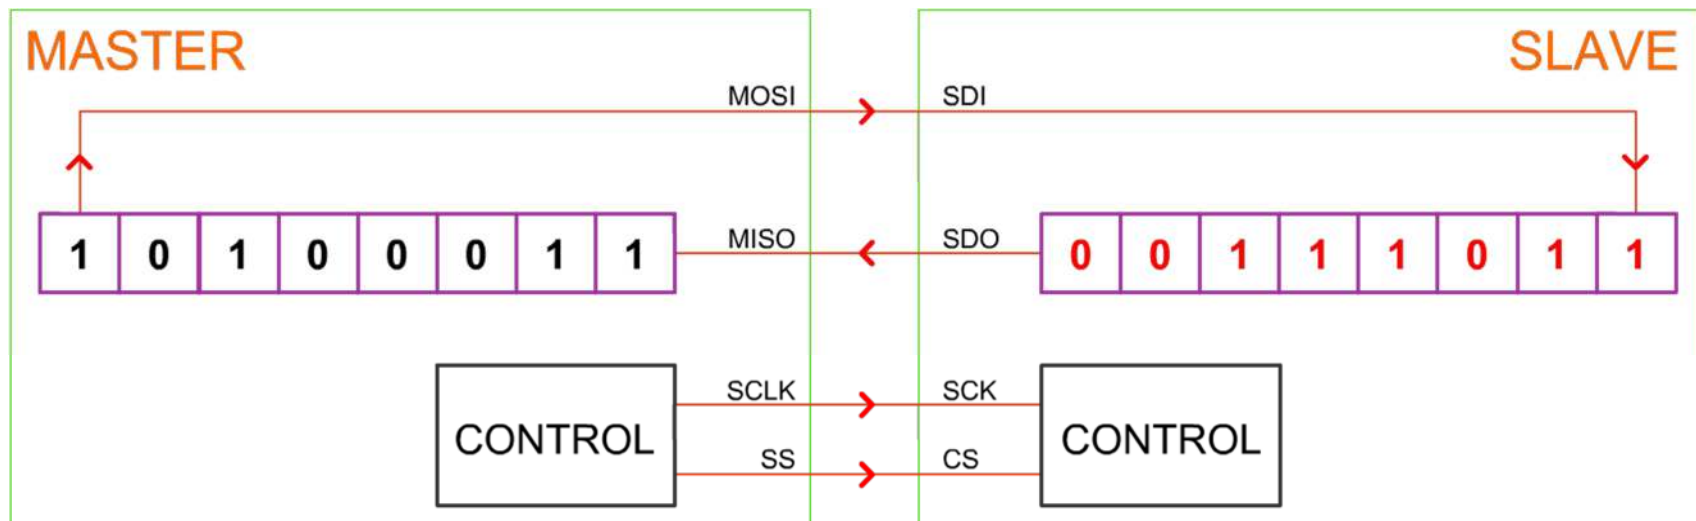 MASTER SLAVE
MOSI SDI
1 0 1 0 0 0 1 1 MISO SDO 0 0 1 1 1 0 1 1
SCLK SCK
CONTROL CONTROL
SS CS